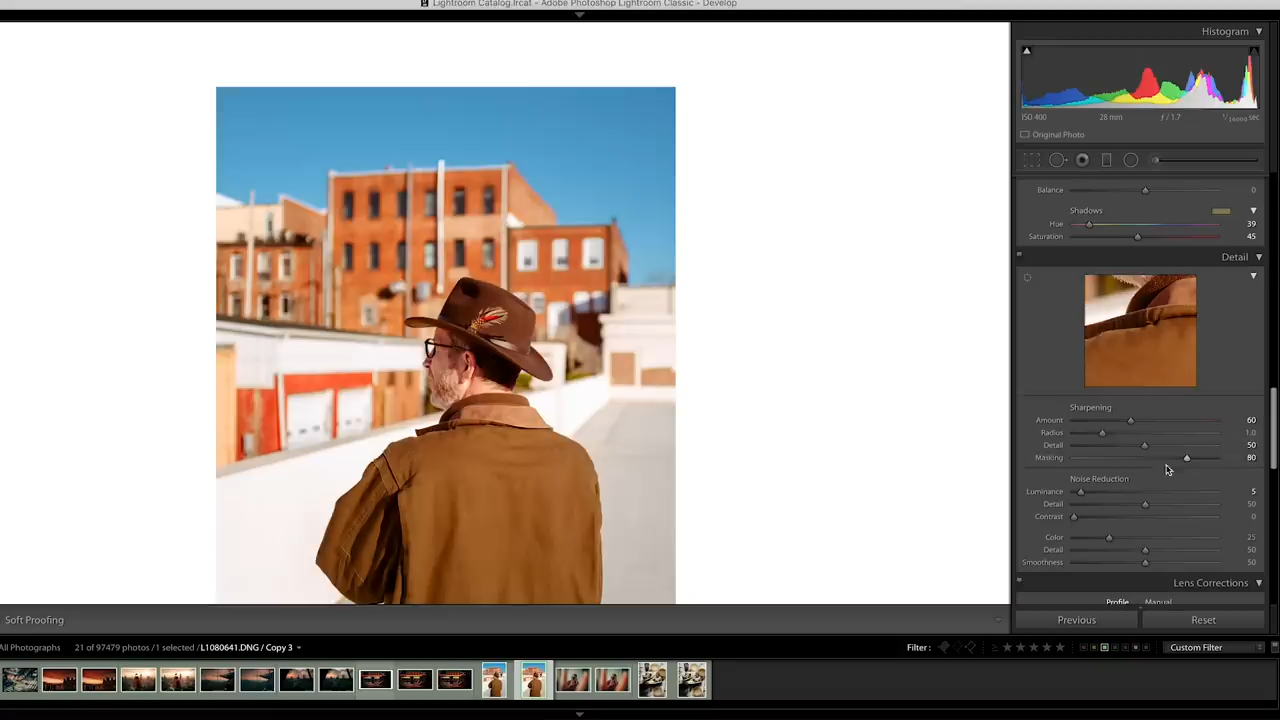 Lightroom Catalog.lrcat - Adobe Photoshop Lightroom Classic - Develop
Histogram
ISO 400 28 mm ƒ / 1.7 1/16000 sec
Original Photo
Balance 0
Shadows
Hue 39
Saturation 45
Detail
Sharpening
Amount 60
Radius 1.0
Detail 50
Masking 80
Noise Reduction
Luminance 5
Detail 50
Contrast 0
Color 25
Detail 50
Smoothness 50
Lens Corrections
Profile Manual
Soft Proofing
Previous Reset
All Photographs 21 of 97479 photos / 1 selected / L1080641.DNG / Copy 3
Filter : Custom Filter